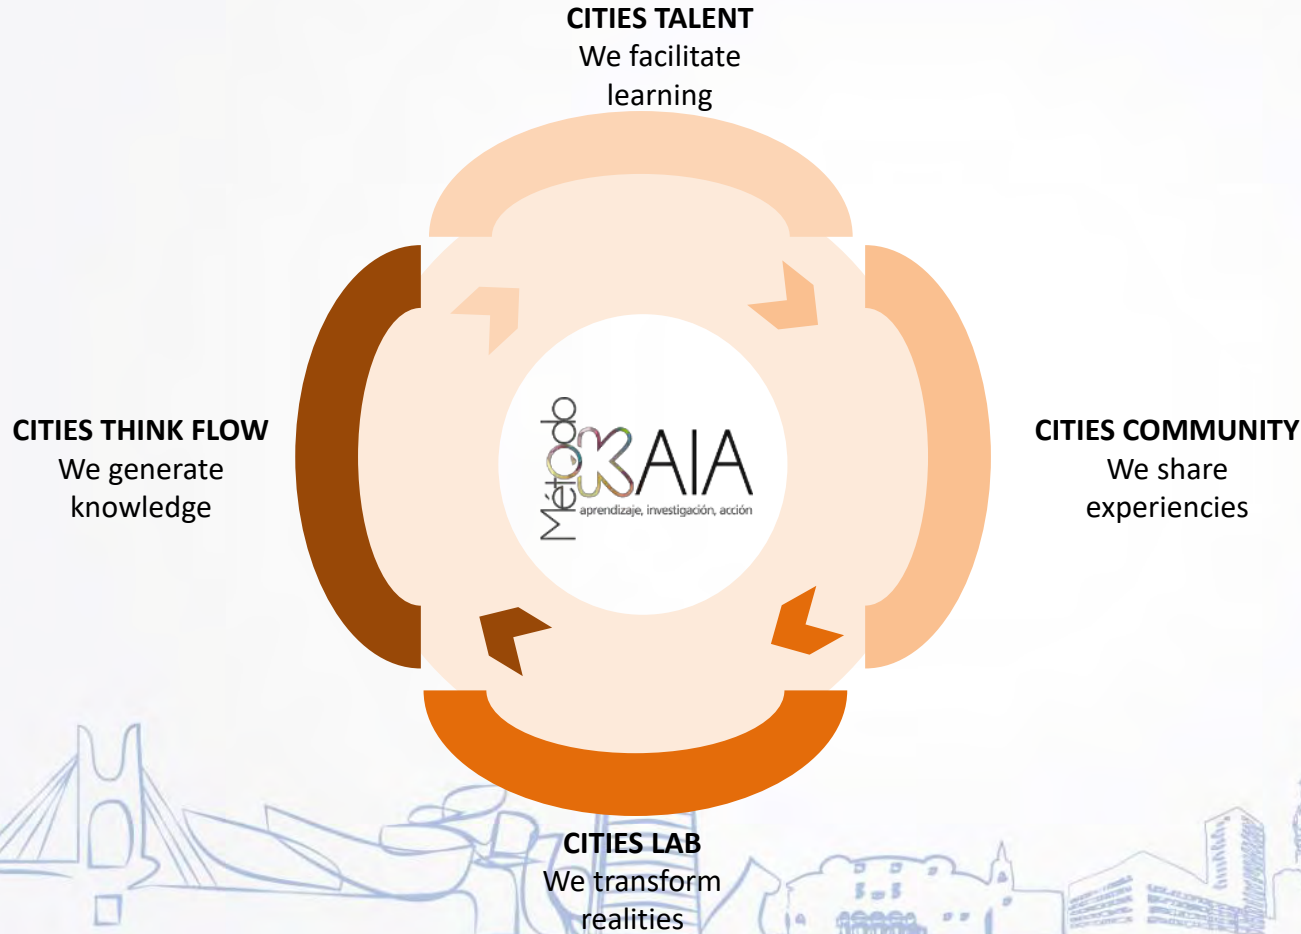 CITIES TALENT
We facilitate
learning
CITIES THINK FLOW
We generate
knowledge
Método
KAIA
aprendizaje, investigación, acción
CITIES COMMUNITY
We share
experiencies
CITIES LAB
We transform
realities